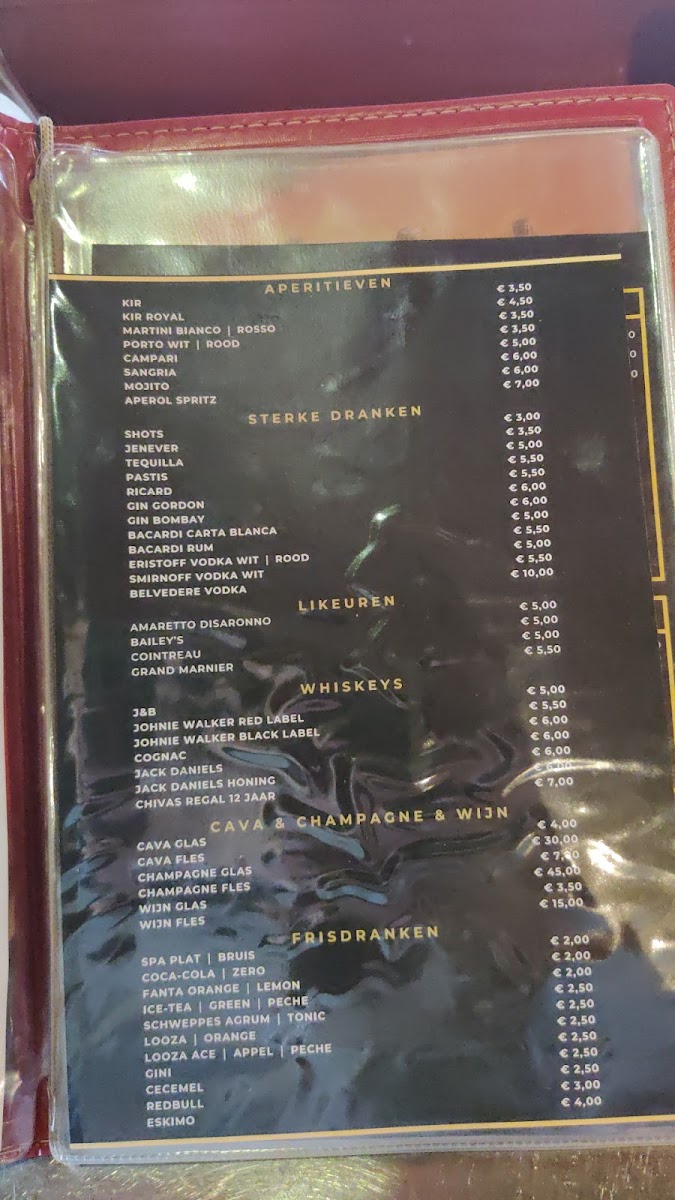 APERITIEVEN
KIR € 3,50
KIR ROYAL € 4,50
MARTINI BIANCO | ROSSO € 3,50
PORTO WIT | ROOD € 3,50
CAMPARI € 5,00
SANGRIA € 6,00
MOJITO € 6,00
APEROL SPRITZ € 7,00
STERKE DRANKEN
SHOTS € 3,00
JENEVER € 3,50
TEQUILLA € 5,00
PASTIS € 5,50
RICARD € 5,50
GIN GORDON € 6,00
GIN BOMBAY € 6,00
BACARDI CARTA BLANCA € 5,00
BACARDI RUM € 5,50
ERISTOFF VODKA WIT | ROOD € 5,00
SMIRNOFF VODKA WIT € 5,50
BELVEDERE VODKA € 10,00
LIKEUREN
AMARETTO DISARONNO € 5,00
BAILEY'S € 5,00
COINTREAU € 5,00
GRAND MARNIER € 5,50
WHISKEYS
J&B € 5,00
JOHNIE WALKER RED LABEL € 5,50
JOHNIE WALKER BLACK LABEL € 6,00
COGNAC € 6,00
JACK DANIELS € 6,00
JACK DANIELS HONING € 6,00
CHIVAS REGAL 12 JAAR € 7,00
CAVA & CHAMPAGNE & WIJN
CAVA GLAS € 4,00
CAVA FLES € 30,00
CHAMPAGNE GLAS €
CHAMPAGNE FLES € 45,00
WIJN GLAS € 3,50
WIJN FLES € 15,00
FRISDRANKEN
SPA PLAT | BRUIS € 2,00
COCA-COLA | ZERO € 2,00
FANTA ORANGE | LEMON € 2,00
ICE-TEA | GREEN | PECHE € 2,50
SCHWEPPES AGRUM | TONIC € 2,50
LOOZA | ORANGE € 2,50
LOOZA ACE | APPEL | PECHE € 2,50
GINI € 2,50
CECEMEL € 2,50
REDBULL € 3,00
ESKIMO € 4,00